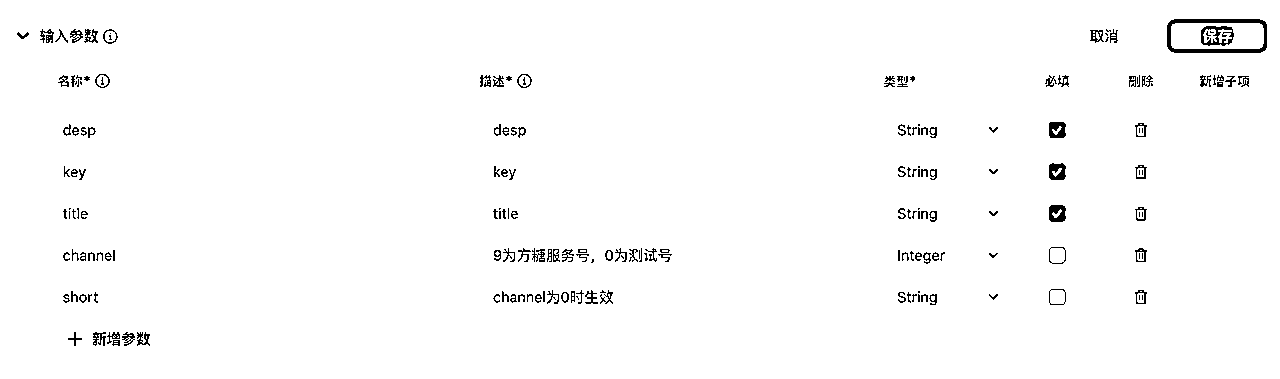 输入参数 取消 保存
名称* 描述* 类型* 必填 删除 新增子项
desp desp String
key key String
title title String
channel 9为方糖服务号，0为测试号 Integer
short channel为0时生效 String
+ 新增参数